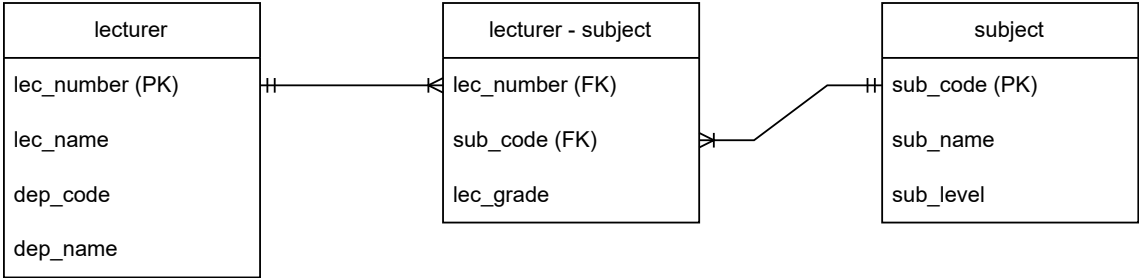 lecturer
lec_number (PK)
lec_name
dep_code
dep_name
lecturer - subject
lec_number (FK)
sub_code (FK)
lec_grade
subject
sub_code (PK)
sub_name
sub_level